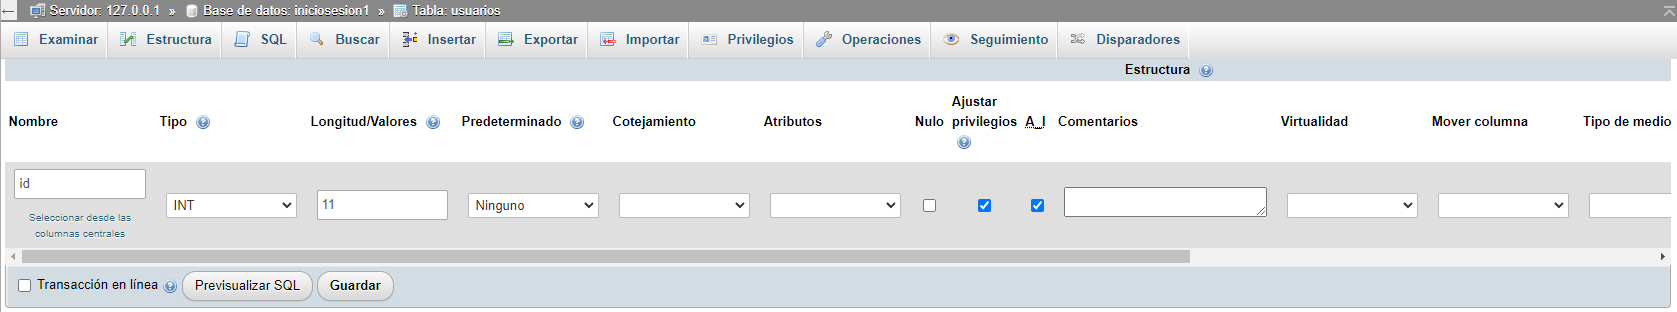 Servidor: 127.0.0.1 » Base de datos: iniciosesion1 » Tabla: usuarios
Examinar Estructura SQL Buscar Insertar Exportar Importar Privilegios Operaciones Seguimiento Disparadores
Estructura
Nombre Tipo Longitud/Valores Predeterminado Cotejamiento Atributos Nulo Ajustar privilegios A_I Comentarios Virtualidad Mover columna Tipo de medio
id INT 11 Ninguno
Seleccionar desde las
columnas centrales
Transacción en línea Previsualizar SQL Guardar